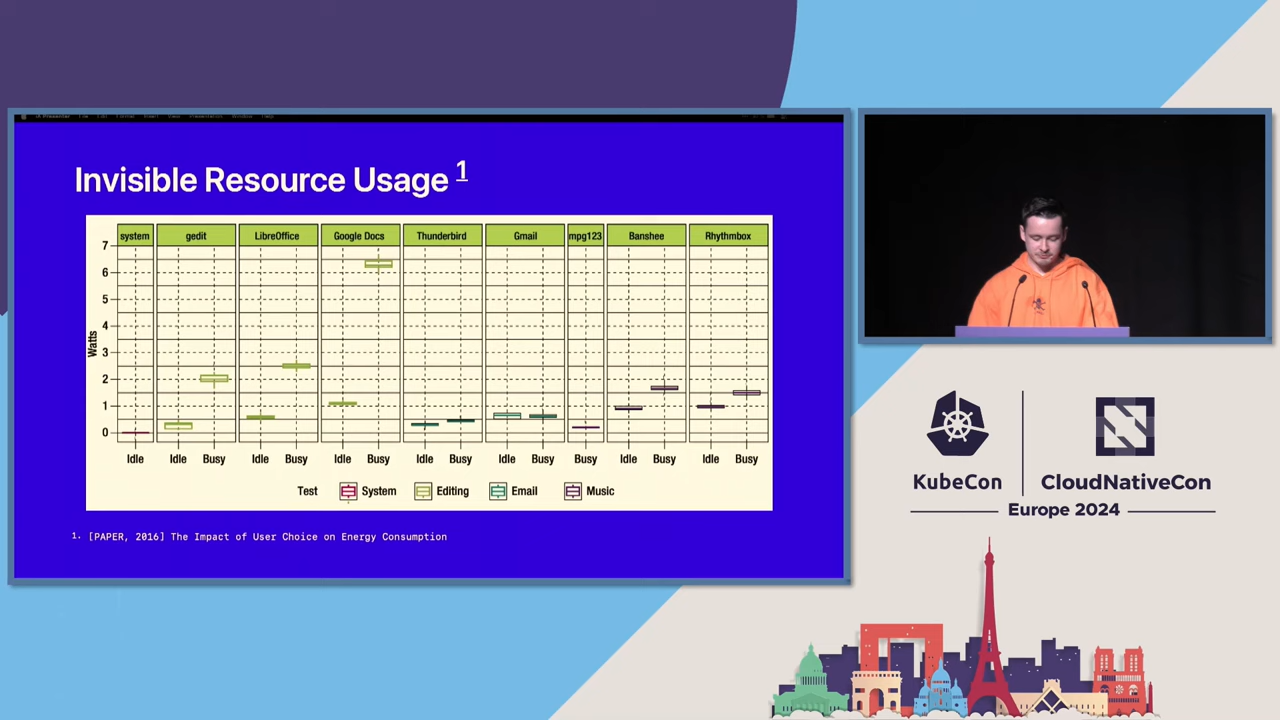 Invisible Resource Usage 1
system gedit LibreOffice Google Docs Thunderbird Gmail mpg123 Banshee Rhythmbox
7
6
5
4
3
2
1
0
Watts
Idle Idle Busy Idle Busy Idle Busy Idle Busy Idle Busy Busy Idle Busy Idle Busy
Test System Editing Email Music
1. [PAPER, 2016] The Impact of User Choice on Energy Consumption
KubeCon CloudNativeCon
Europe 2024